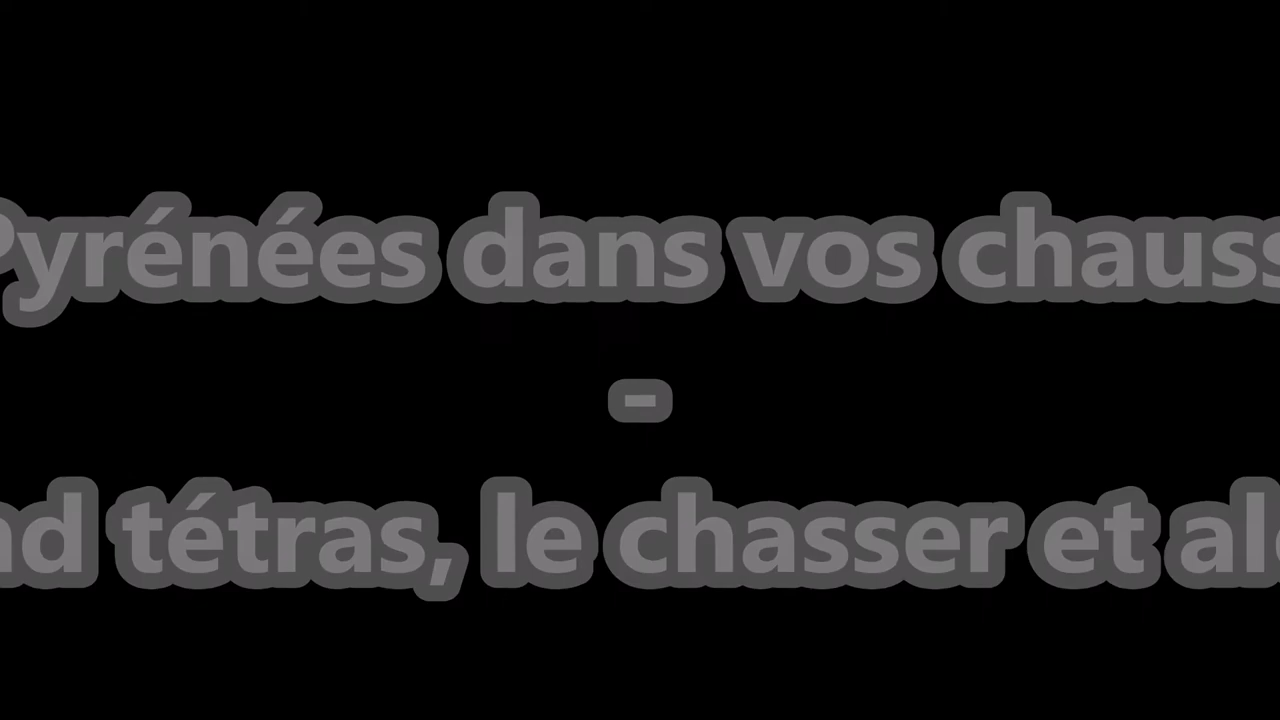 Pyrénées dans vos chauss
-
nd tétras, le chasser et al